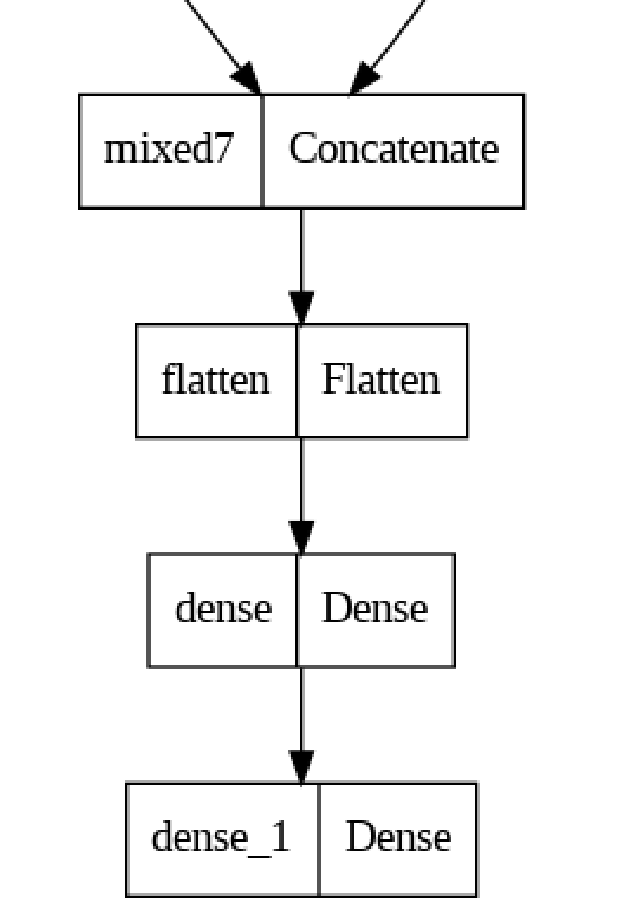 mixed7 Concatenate
flatten Flatten
dense Dense
dense_1 Dense